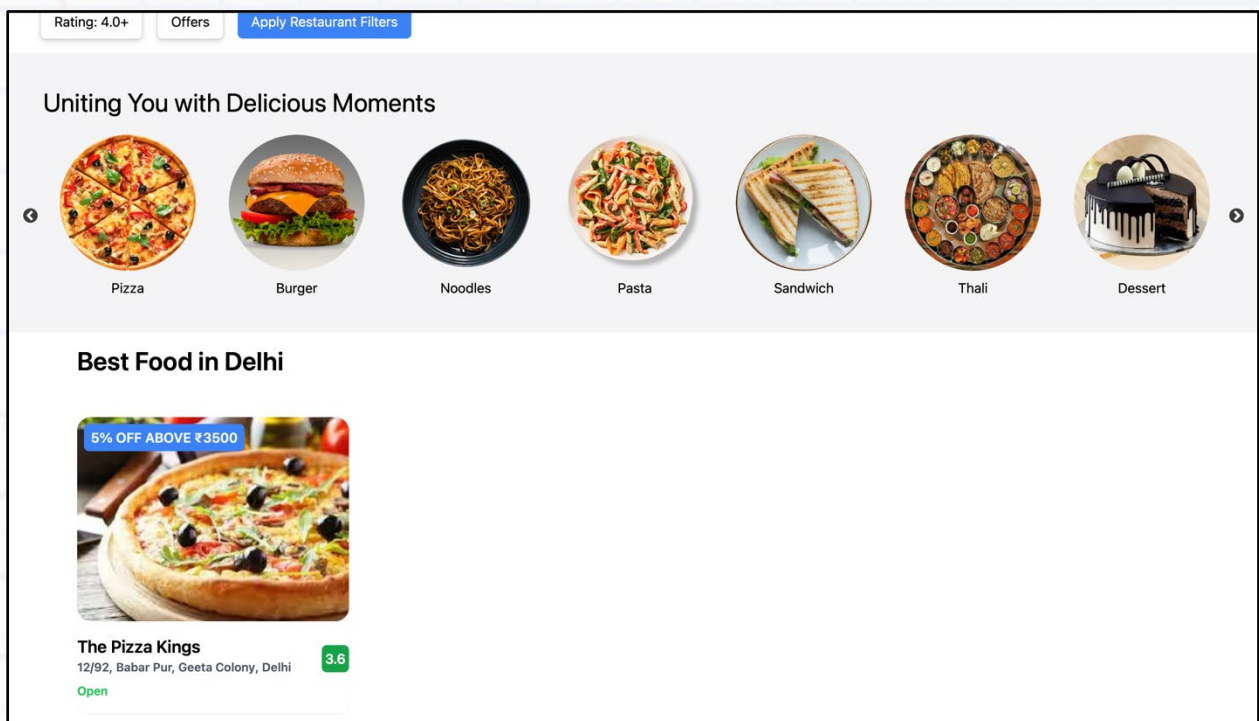 Rating: 4.0+ Offers Apply Restaurant Filters
Uniting You with Delicious Moments
Pizza Burger Noodles Pasta Sandwich Thali Dessert
Best Food in Delhi
5% OFF ABOVE ₹3500
The Pizza Kings
3.6
12/92, Babar Pur, Geeta Colony, Delhi
Open